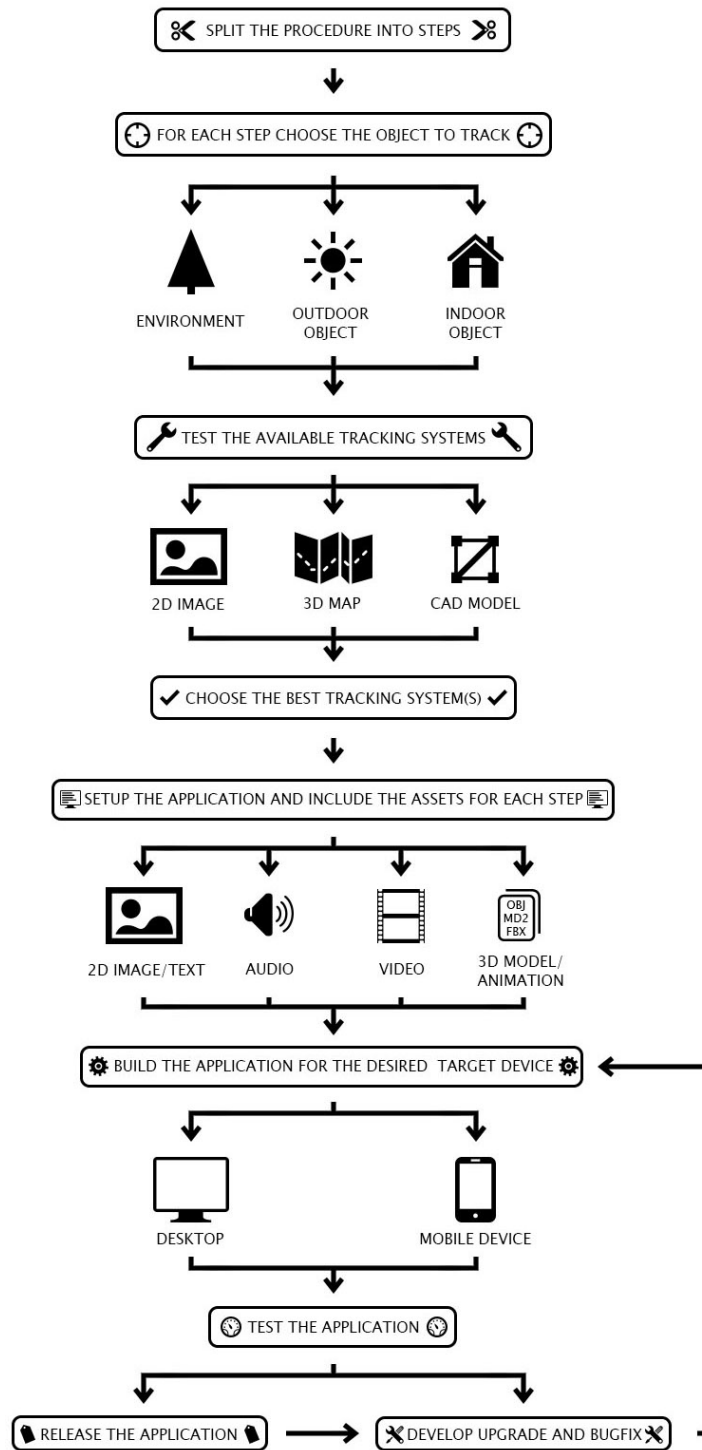 SPLIT THE PROCEDURE INTO STEPS
FOR EACH STEP CHOOSE THE OBJECT TO TRACK
ENVIRONMENT
OUTDOOR
OBJECT
INDOOR
OBJECT
TEST THE AVAILABLE TRACKING SYSTEMS
2D IMAGE
3D MAP
CAD MODEL
CHOOSE THE BEST TRACKING SYSTEM(S)
SETUP THE APPLICATION AND INCLUDE THE ASSETS FOR EACH STEP
2D IMAGE/TEXT
AUDIO
VIDEO
OBJ
MD2
FBX
3D MODEL/
ANIMATION
BUILD THE APPLICATION FOR THE DESIRED TARGET DEVICE
DESKTOP
MOBILE DEVICE
TEST THE APPLICATION
RELEASE THE APPLICATION
DEVELOP UPGRADE AND BUGFIX